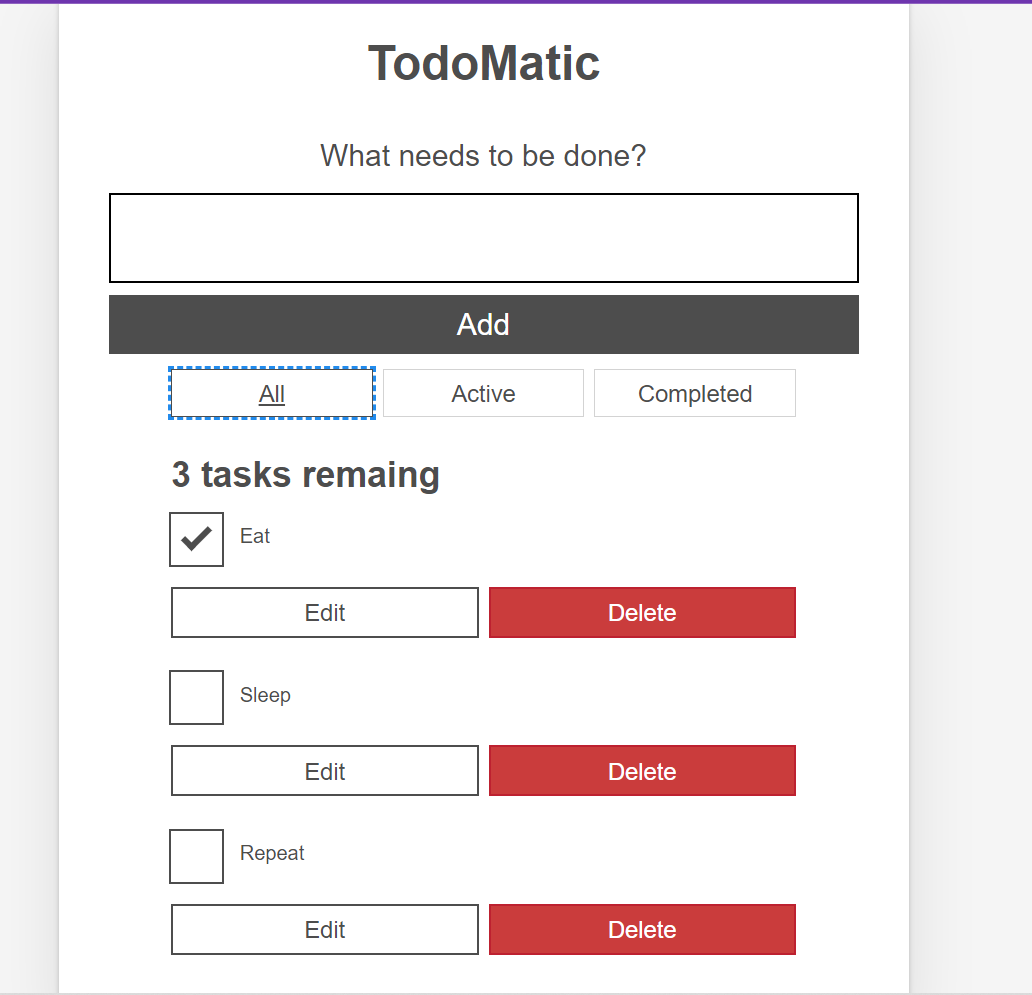 TodoMatic
What needs to be done?
Add
All Active Completed
3 tasks remaing
Eat
Edit Delete
Sleep
Edit Delete
Repeat
Edit Delete